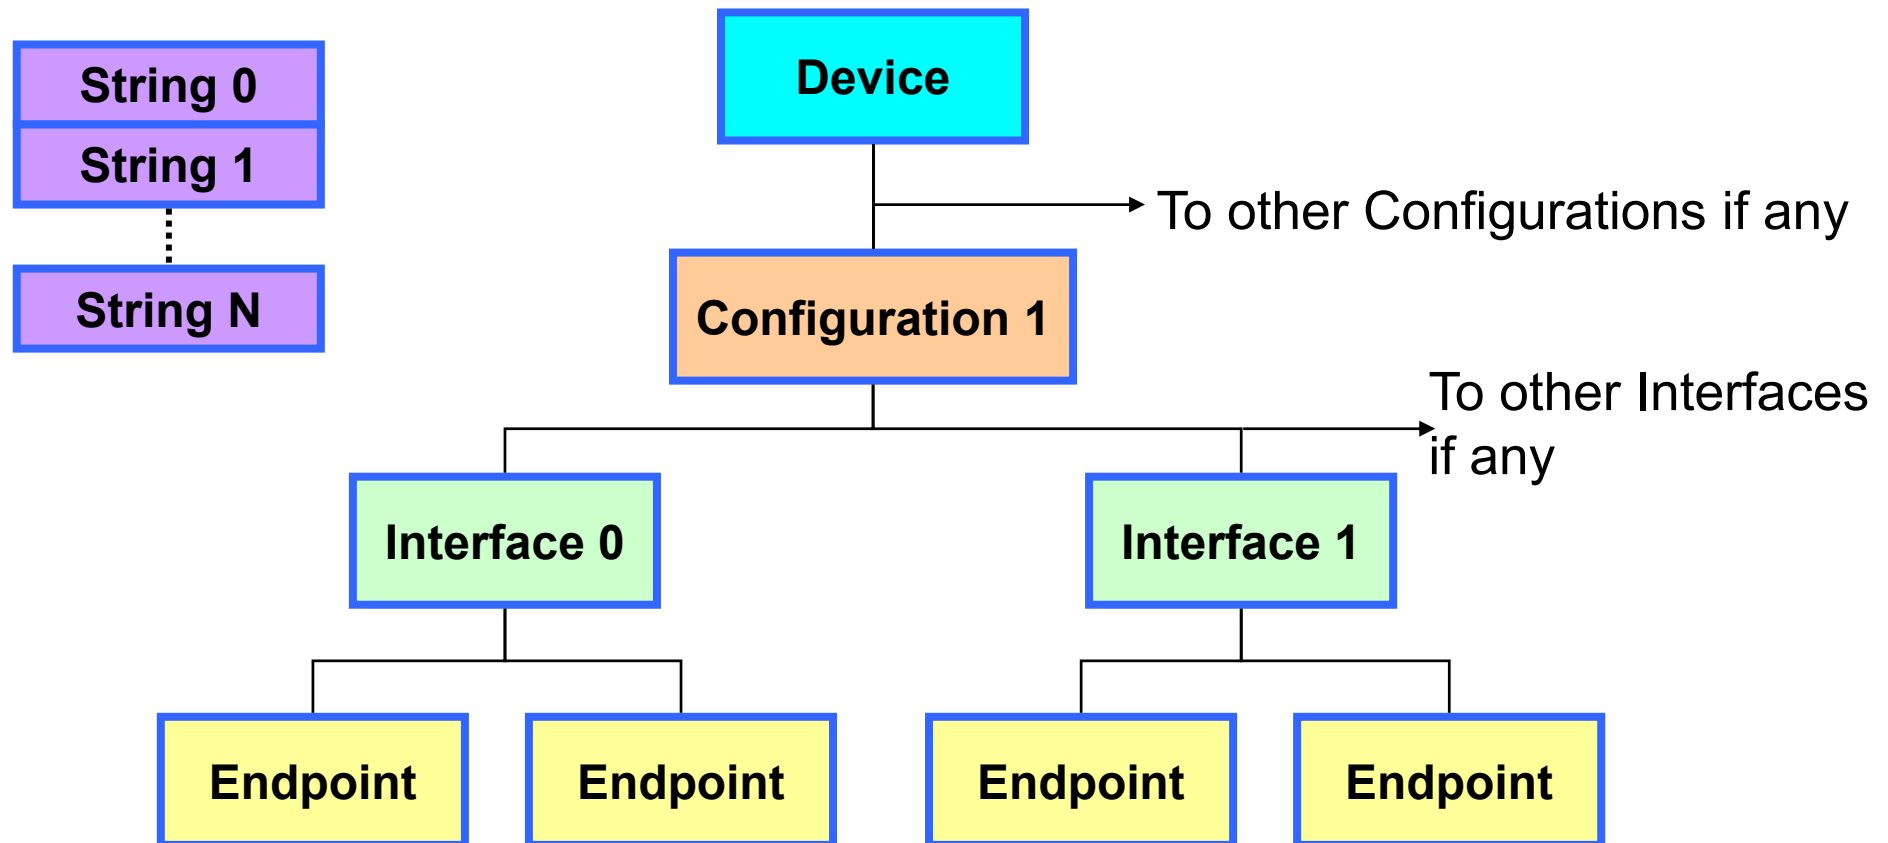 String 0
String 1
String N
Device
To other Configurations if any
Configuration 1
To other Interfaces
if any
Interface 0
Interface 1
Endpoint
Endpoint
Endpoint
Endpoint